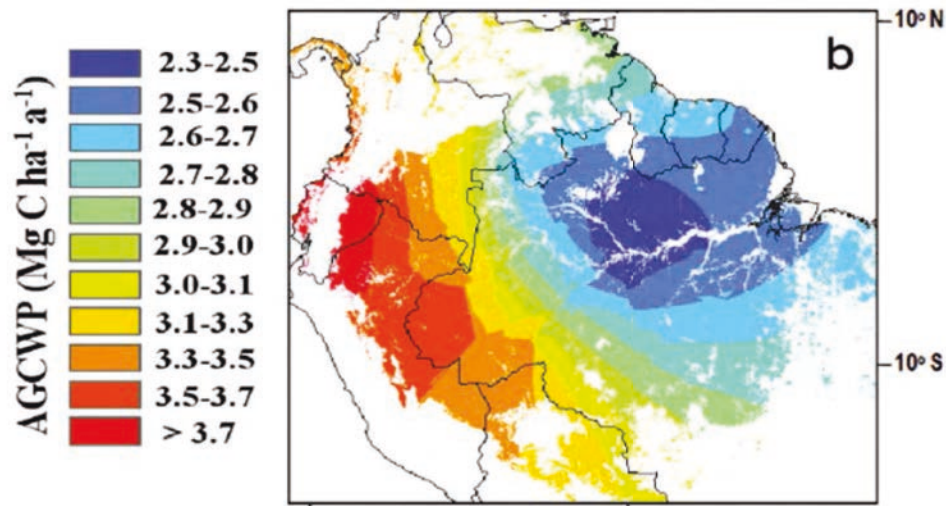 AGCWP (Mg C ha⁻¹ a⁻¹)
2.3-2.5
2.5-2.6
2.6-2.7
2.7-2.8
2.8-2.9
2.9-3.0
3.0-3.1
3.1-3.3
3.3-3.5
3.5-3.7
> 3.7
b
10° N
10° S